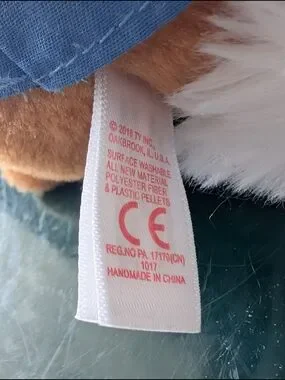 © 2018 TY INC.,
OAKBROOK, IL. U.S.A.
SURFACE WASHABLE
ALL NEW MATERIAL
POLYESTER FIBER
& PLASTIC PELLETS
CE
REG.NO PA. 17170(CN)
1017
HANDMADE IN CHINA